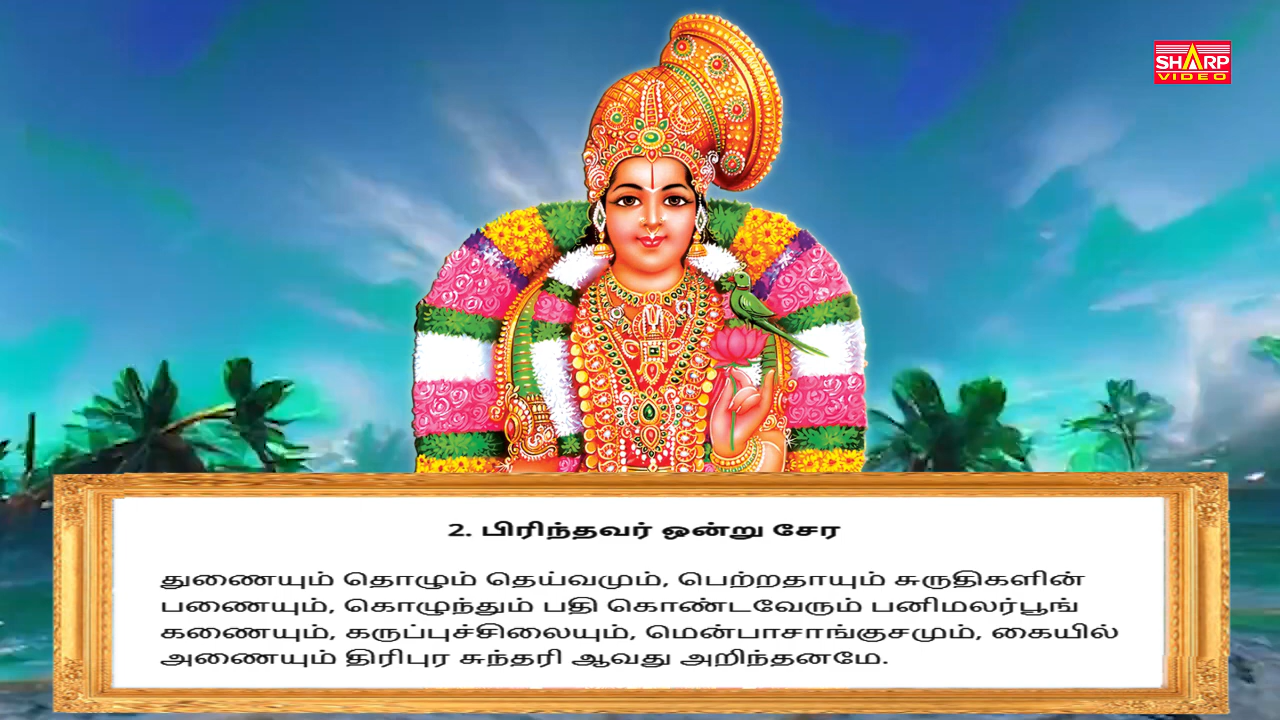 SHARP
VIDEO
2. பிரிந்தவர் ஒன்று சேர
துணையும் தொழும் தெய்வமும், பெற்றதாயும் சுருதிகளின்
பணையும், கொழுந்தும் பதி கொண்டவேரும் பனிமலர்பூங்
கணையும், கருப்புச்சிலையும், மென்பாசாங்குசமும், கையில்
அணையும் திரிபுர சுந்தரி ஆவது அறிந்தனமே.